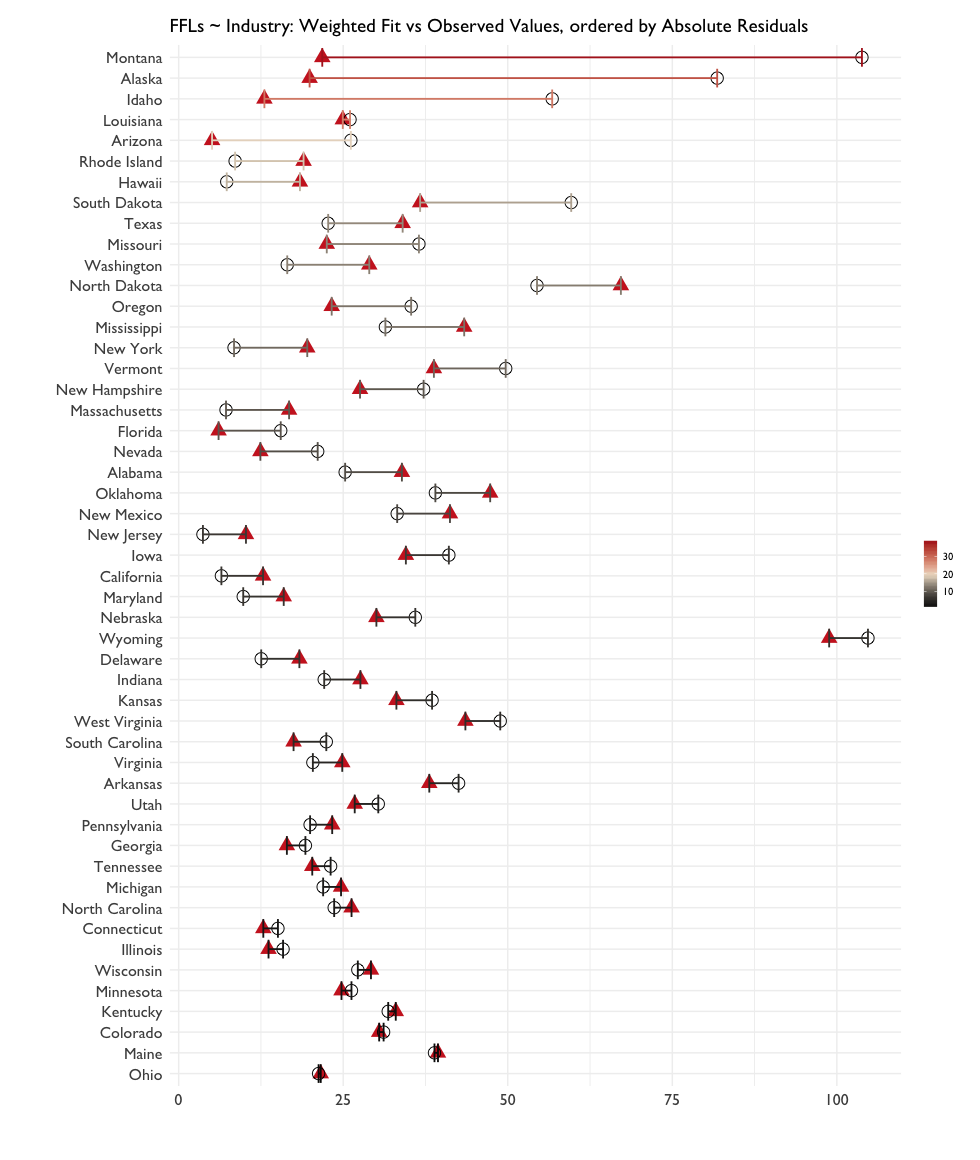 FFLs ~ Industry: Weighted Fit vs Observed Values, ordered by Absolute Residuals
Montana
Alaska
Idaho
Louisiana
Arizona
Rhode Island
Hawaii
South Dakota
Texas
Missouri
Washington
North Dakota
Oregon
Mississippi
New York
Vermont
New Hampshire
Massachusetts
Florida
Nevada
Alabama
Oklahoma
New Mexico
New Jersey
Iowa
California
Maryland
Nebraska
Wyoming
Delaware
Indiana
Kansas
West Virginia
South Carolina
Virginia
Arkansas
Utah
Pennsylvania
Georgia
Tennessee
Michigan
North Carolina
Connecticut
Illinois
Wisconsin
Minnesota
Kentucky
Colorado
Maine
Ohio
0 25 50 75 100
30
20
10